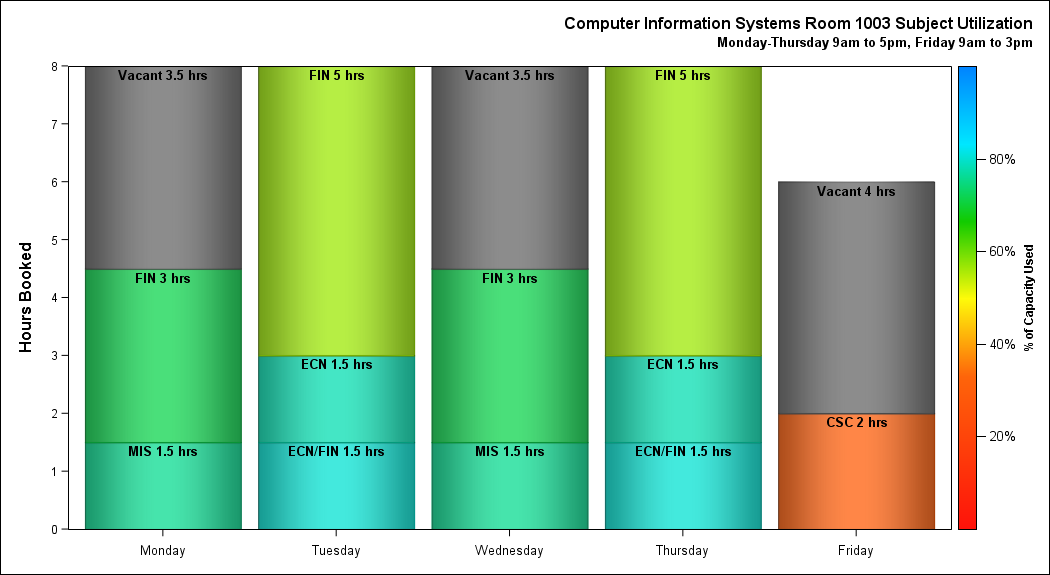 Computer Information Systems Room 1003 Subject Utilization
Monday-Thursday 9am to 5pm, Friday 9am to 3pm
Hours Booked
8
7
6
5
4
3
2
1
0
Vacant 3.5 hrs
FIN 3 hrs
MIS 1.5 hrs
FIN 5 hrs
ECN 1.5 hrs
ECN/FIN 1.5 hrs
Vacant 3.5 hrs
FIN 3 hrs
MIS 1.5 hrs
FIN 5 hrs
ECN 1.5 hrs
ECN/FIN 1.5 hrs
Vacant 4 hrs
CSC 2 hrs
Monday
Tuesday
Wednesday
Thursday
Friday
80%
60%
40%
20%
% of Capacity Used